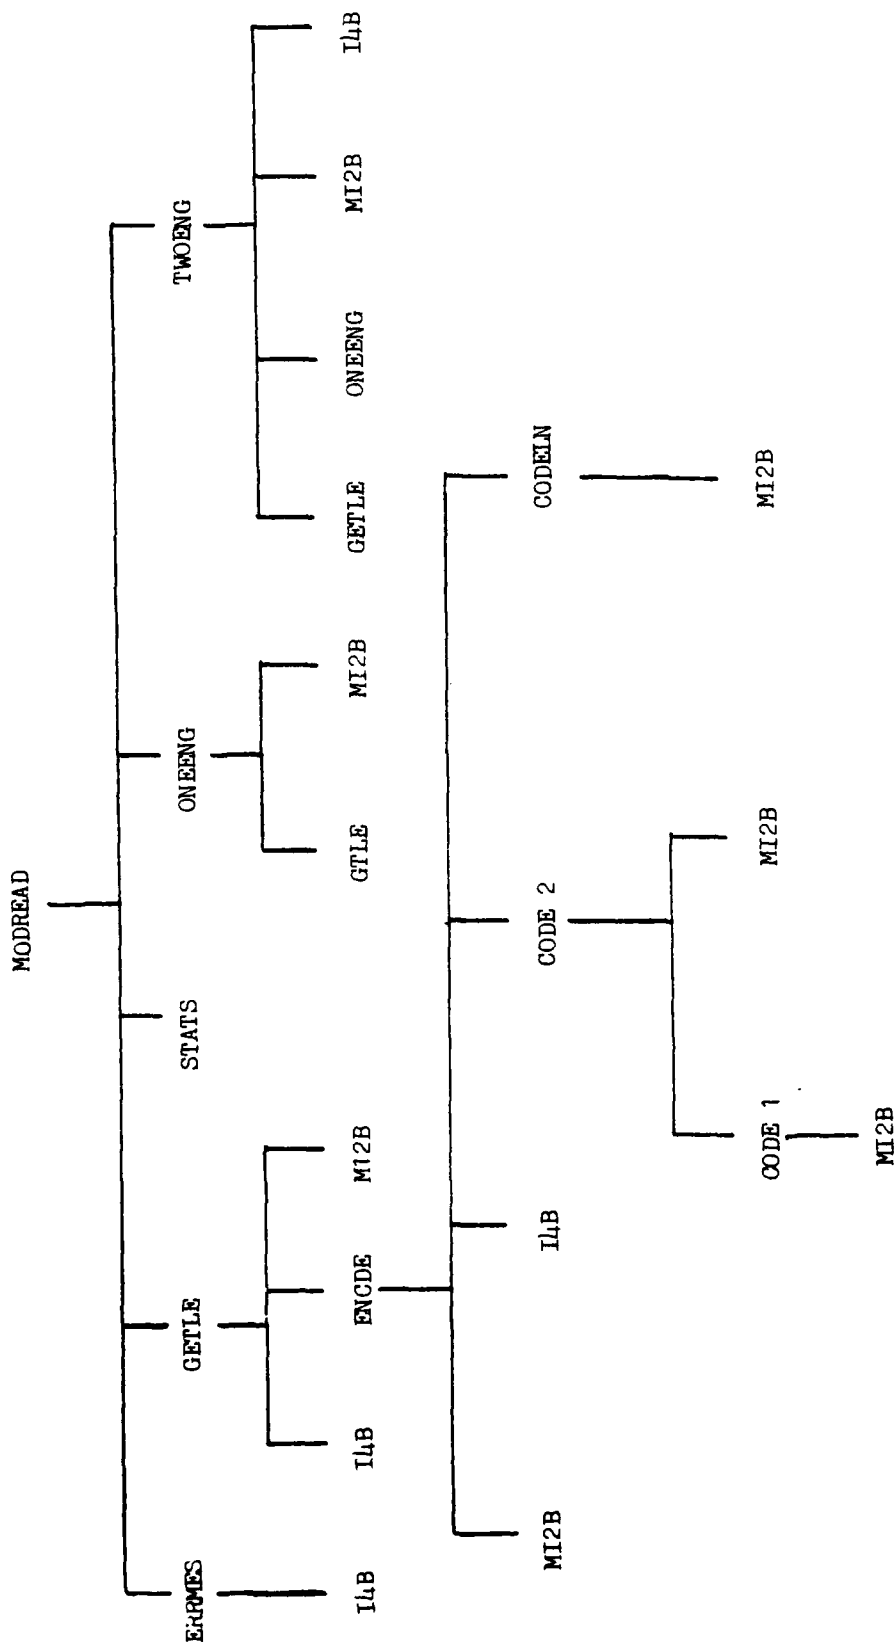 MODREAD
ERRMES
GETLE
STATS
ONEENG
TWOENG
I4B
I4B
ENCDE
M12B
GTLE
MI2B
GETLE
ONEENG
MI2B
I4B
MI2B
I4B
CODE 2
CODELN
CODE 1
MI2B
MI2B
MI2B